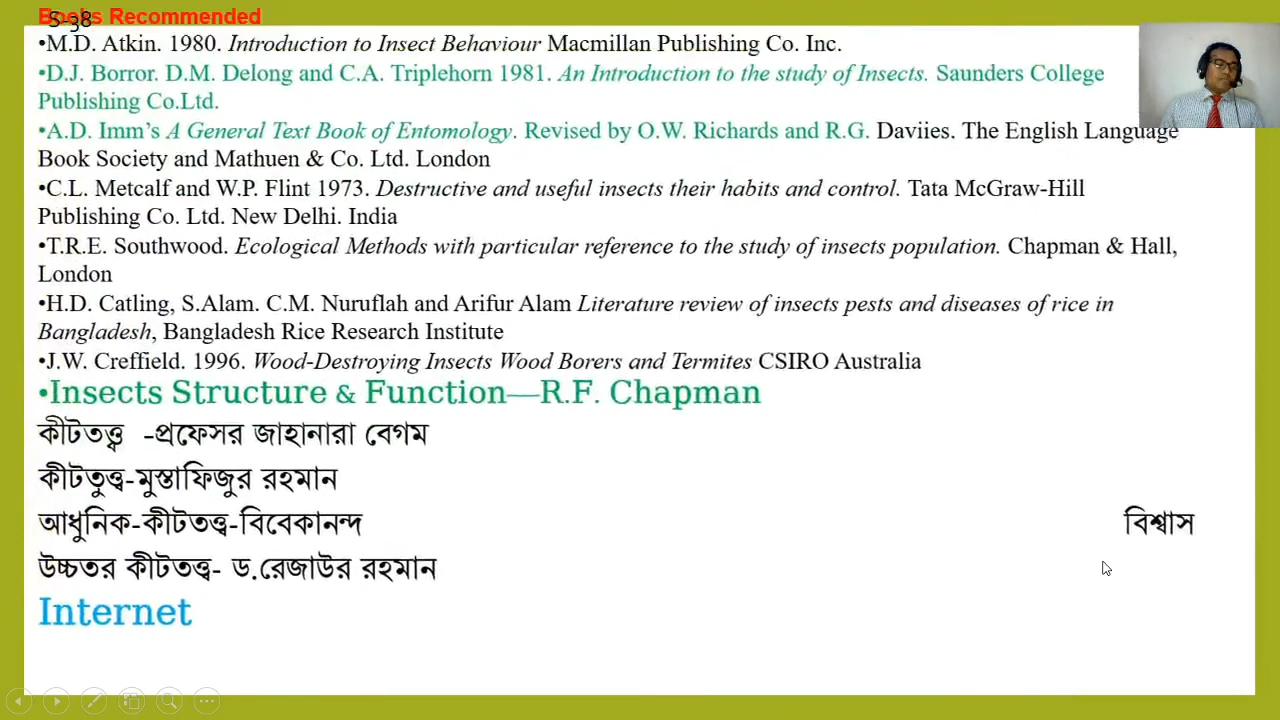 Books Recommended
S-38
•M.D. Atkin. 1980. Introduction to Insect Behaviour Macmillan Publishing Co. Inc.
•D.J. Borror. D.M. Delong and C.A. Triplehorn 1981. An Introduction to the study of Insects. Saunders College
Publishing Co.Ltd.
•A.D. Imm’s A General Text Book of Entomology. Revised by O.W. Richards and R.G. Daviies. The English Language
Book Society and Mathuen & Co. Ltd. London
•C.L. Metcalf and W.P. Flint 1973. Destructive and useful insects their habits and control. Tata McGraw-Hill
Publishing Co. Ltd. New Delhi. India
•T.R.E. Southwood. Ecological Methods with particular reference to the study of insects population. Chapman & Hall,
London
•H.D. Catling, S.Alam. C.M. Nuruflah and Arifur Alam Literature review of insects pests and diseases of rice in
Bangladesh, Bangladesh Rice Research Institute
•J.W. Creffield. 1996. Wood-Destroying Insects Wood Borers and Termites CSIRO Australia
•Insects Structure & Function—R.F. Chapman
কীটতত্ত্ব -প্রফেসর জাহানারা বেগম
কীটতুত্ত্ব-মুস্তাফিজুর রহমান
আধুনিক-কীটতত্ত্ব-বিবেকানন্দ বিশ্বাস
উচ্চতর কীটতত্ত্ব- ড.রেজাউর রহমান
Internet